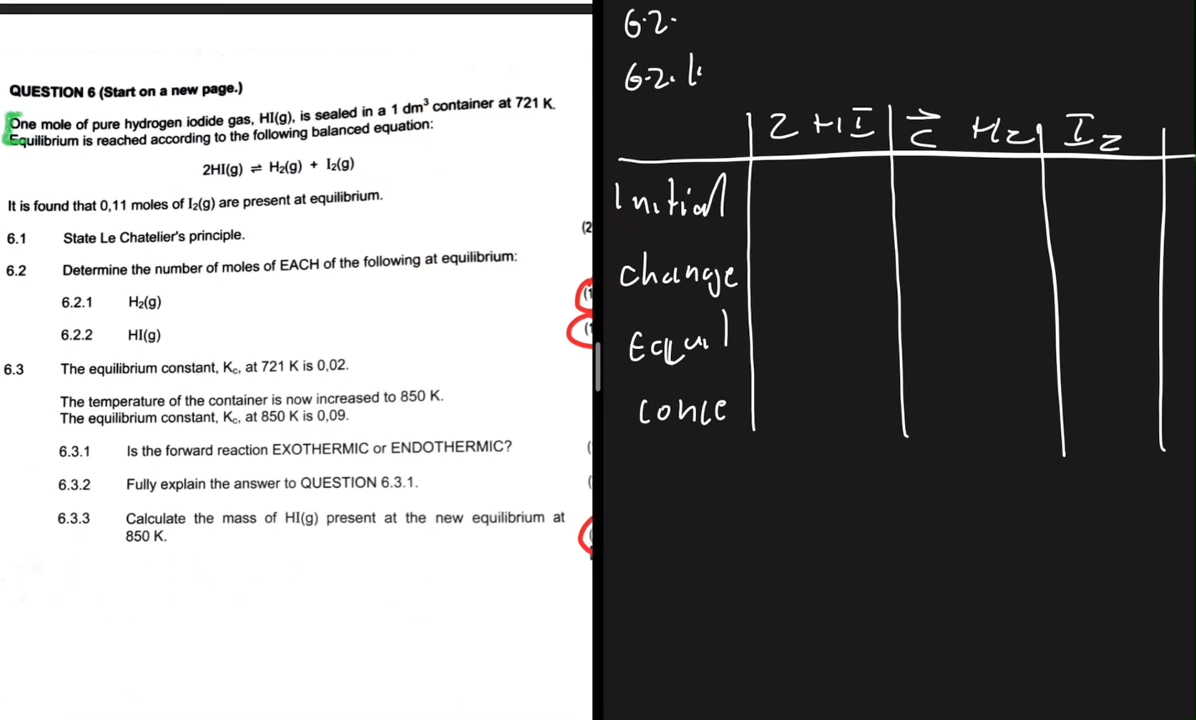 QUESTION 6 (Start on a new page.)
One mole of pure hydrogen iodide gas, HI(g), is sealed in a 1 dm³ container at 721 K.
Equilibrium is reached according to the following balanced equation:
2HI(g) ⇌ H₂(g) + I₂(g)
It is found that 0,11 moles of I₂(g) are present at equilibrium.
6.1 State Le Chatelier's principle. (2
6.2 Determine the number of moles of EACH of the following at equilibrium:
6.2.1 H₂(g) (1
6.2.2 HI(g) (1
6.3 The equilibrium constant, Kc, at 721 K is 0,02.
The temperature of the container is now increased to 850 K.
The equilibrium constant, Kc, at 850 K is 0,09.
6.3.1 Is the forward reaction EXOTHERMIC or ENDOTHERMIC? (
6.3.2 Fully explain the answer to QUESTION 6.3.1. (
6.3.3 Calculate the mass of HI(g) present at the new equilibrium at
850 K.
6.2.
6.2.1.
2 HI ⇌ H₂ I₂
Initial
change
Equil
conc